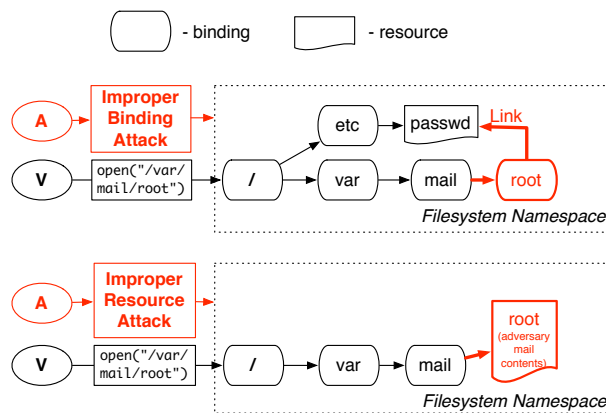 - binding
- resource
A
Improper
Binding
Attack
etc
passwd
Link
V
open("/var/
mail/root")
/
var
mail
root
Filesystem Namespace
A
Improper
Resource
Attack
root
(adversary
mail
contents)
V
open("/var/
mail/root")
/
var
mail
Filesystem Namespace